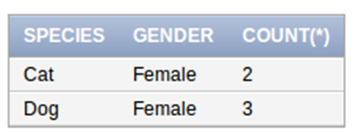 SPECIES GENDER COUNT(*)
Cat Female 2
Dog Female 3